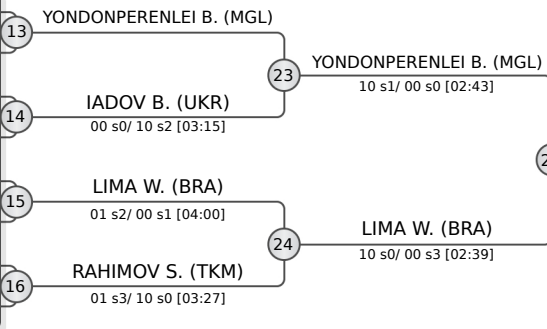 13
YONDONPERENLEI B. (MGL)
23
YONDONPERENLEI B. (MGL)
10 s1/ 00 s0 [02:43]
14
IADOV B. (UKR)
00 s0/ 10 s2 [03:15]
15
LIMA W. (BRA)
01 s2/ 00 s1 [04:00]
24
LIMA W. (BRA)
10 s0/ 00 s3 [02:39]
16
RAHIMOV S. (TKM)
01 s3/ 10 s0 [03:27]